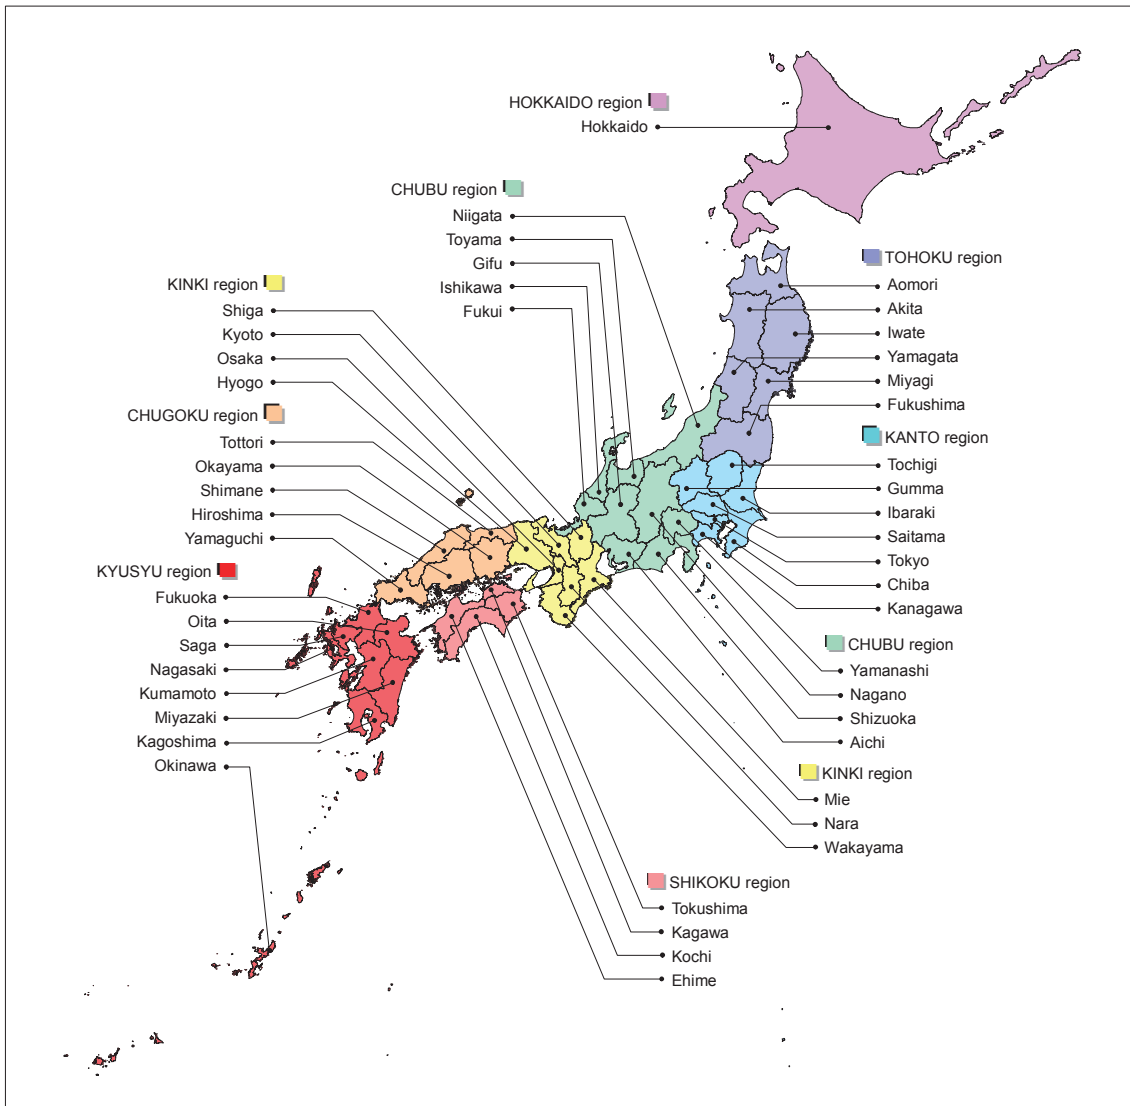 HOKKAIDO region
Hokkaido
CHUBU region
Niigata
Toyama
Gifu
Ishikawa
Fukui
KINKI region
Shiga
Kyoto
Osaka
Hyogo
CHUGOKU region
Tottori
Okayama
Shimane
Hiroshima
Yamaguchi
KYUSYU region
Fukuoka
Oita
Saga
Nagasaki
Kumamoto
Miyazaki
Kagoshima
Okinawa
TOHOKU region
Aomori
Akita
Iwate
Yamagata
Miyagi
Fukushima
KANTO region
Tochigi
Gumma
Ibaraki
Saitama
Tokyo
Chiba
Kanagawa
CHUBU region
Yamanashi
Nagano
Shizuoka
Aichi
KINKI region
Mie
Nara
Wakayama
SHIKOKU region
Tokushima
Kagawa
Kochi
Ehime